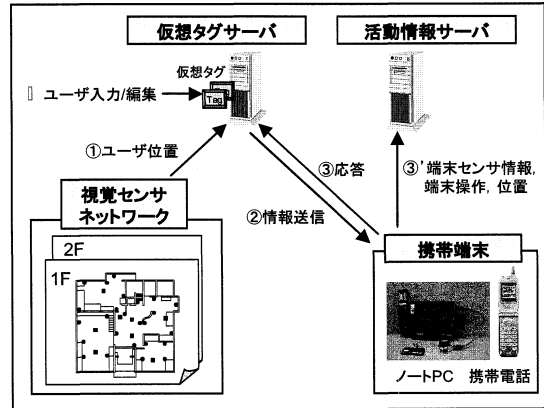 仮想タグサーバ
活動情報サーバ
仮想タグ
Tag
ユーザ入力/編集
①ユーザ位置
③応答
③'端末センサ情報,
端末操作, 位置
視覚センサ
ネットワーク
②情報送信
2F
1F
携帯端末
ノートPC 携帯電話